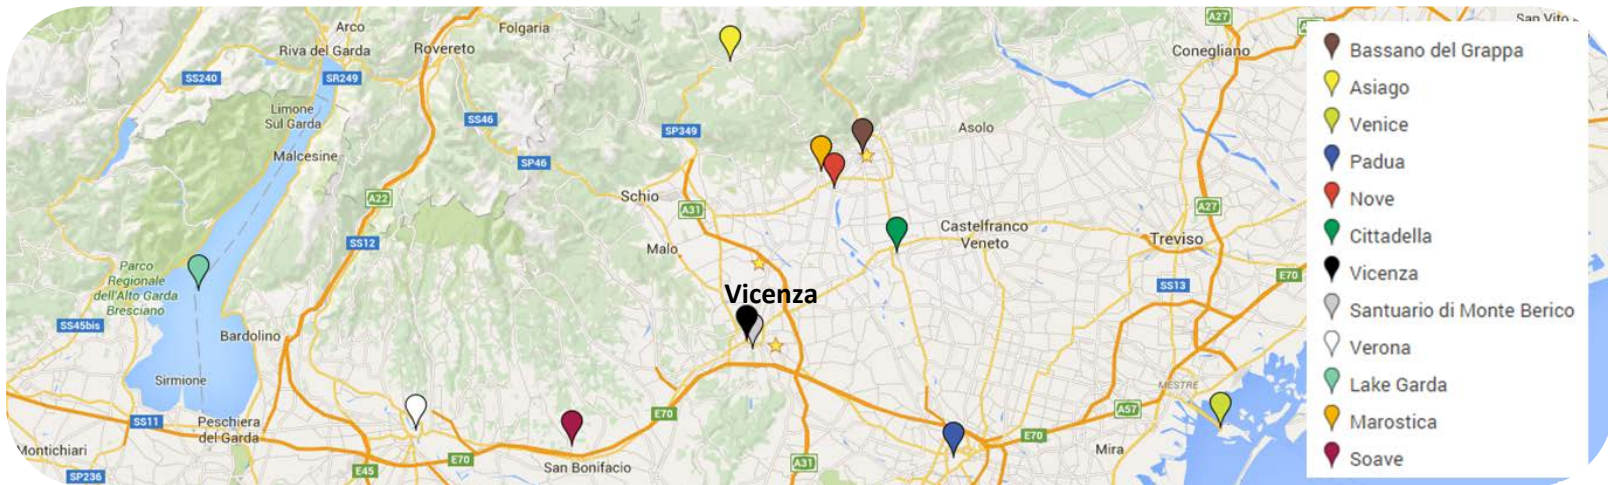 Arco
Folgaria
San Vito
Riva del Garda
Rovereto
Conegliano
A27
SS240
SR249
Limone
Sul Garda
SS46
SP349
Asolo
Malcesine
SP46
Schio
A22
A31
A27
Castelfranco
Veneto
Treviso
SS12
Malo
Parco
Regionale
dell'Alto Garda
Bresciano
E70
SS13
Vicenza
SS45bis
Bardolino
Sirmione
MESTRE
SS11
Peschiera
del Garda
E70
A57
E70
Mira
Montichiari
E45
E70
San Bonifacio
A31
SP236
Bassano del Grappa
Asiago
Venice
Padua
Nove
Cittadella
Vicenza
Santuario di Monte Berico
Verona
Lake Garda
Marostica
Soave